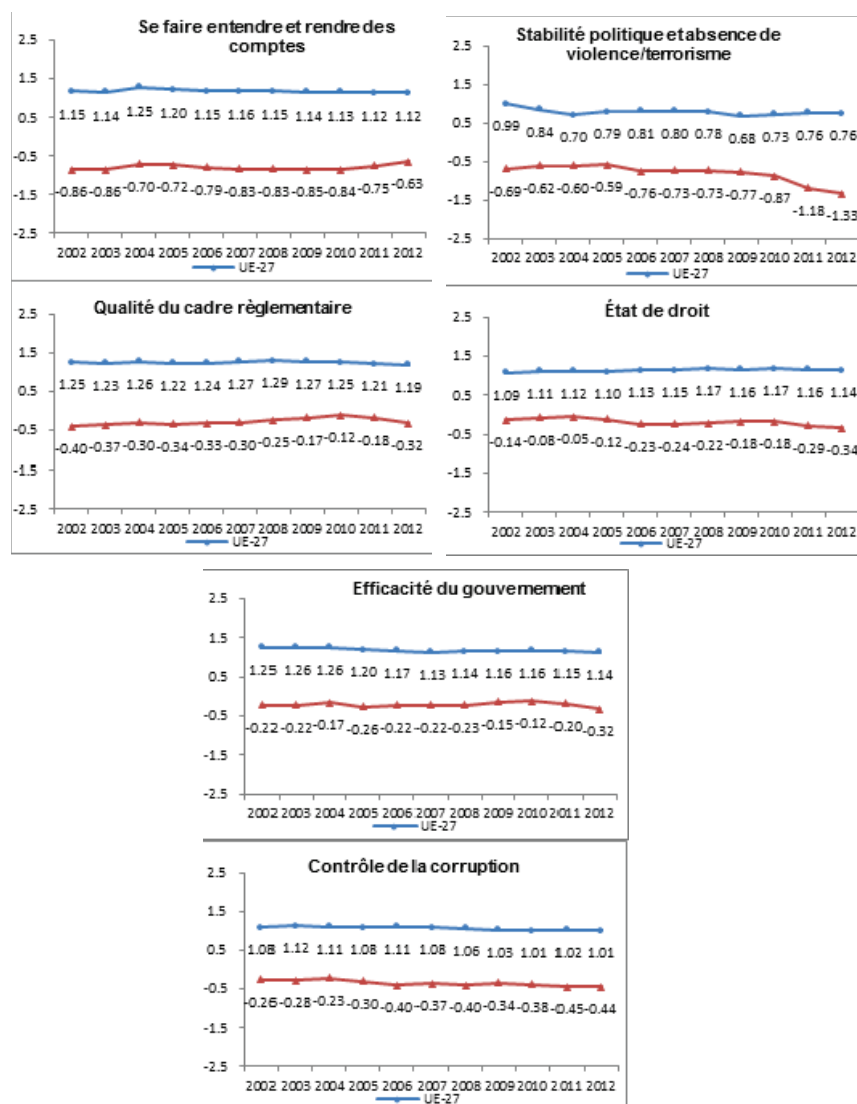 Se faire entendre et rendre des
comptes
2.5
1.5
0.5
-0.5
-1.5
-2.5
1.15 1.14 1.25 1.20 1.15 1.16 1.15 1.14 1.13 1.12 1.12
-0.86 -0.86 -0.70 -0.72 -0.79 -0.83 -0.83 -0.85 -0.84 -0.75 -0.63
2002 2003 2004 2005 2006 2007 2008 2009 2010 2011 2012
UE-27
Stabilité politique et absence de
violence/terrorisme
2.5
1.5
0.5
-0.5
-1.5
-2.5
0.99 0.84 0.70 0.79 0.81 0.80 0.78 0.68 0.73 0.76 0.76
-0.69 -0.62 -0.60 -0.59 -0.76 -0.73 -0.73 -0.77 -0.87 -1.18 -1.33
2002 2003 2004 2005 2006 2007 2008 2009 2010 2011 2012
UE-27
Qualité du cadre règlementaire
2.5
1.5
0.5
-0.5
-1.5
-2.5
1.25 1.23 1.26 1.22 1.24 1.27 1.29 1.27 1.25 1.21 1.19
-0.40 -0.37 -0.30 -0.34 -0.33 -0.30 -0.25 -0.17 -0.12 -0.18 -0.32
2002 2003 2004 2005 2006 2007 2008 2009 2010 2011 2012
UE-27
État de droit
2.5
1.5
0.5
-0.5
-1.5
-2.5
1.09 1.11 1.12 1.10 1.13 1.15 1.17 1.16 1.17 1.16 1.14
-0.14 -0.08 -0.05 -0.12 -0.23 -0.24 -0.22 -0.18 -0.18 -0.29 -0.34
2002 2003 2004 2005 2006 2007 2008 2009 2010 2011 2012
UE-27
Efficacité du gouvernement
2.5
1.5
0.5
-0.5
-1.5
-2.5
1.25 1.26 1.26 1.20 1.17 1.13 1.14 1.16 1.16 1.15 1.14
-0.22 -0.22 -0.17 -0.26 -0.22 -0.22 -0.23 -0.15 -0.12 -0.20 -0.32
2002 2003 2004 2005 2006 2007 2008 2009 2010 2011 2012
UE-27
Contrôle de la corruption
2.5
1.5
0.5
-0.5
-1.5
-2.5
1.08 1.12 1.11 1.08 1.11 1.08 1.06 1.03 1.01 1.02 1.01
-0.26 -0.28 -0.23 -0.30 -0.40 -0.37 -0.40 -0.34 -0.38 -0.45 -0.44
2002 2003 2004 2005 2006 2007 2008 2009 2010 2011 2012
UE-27